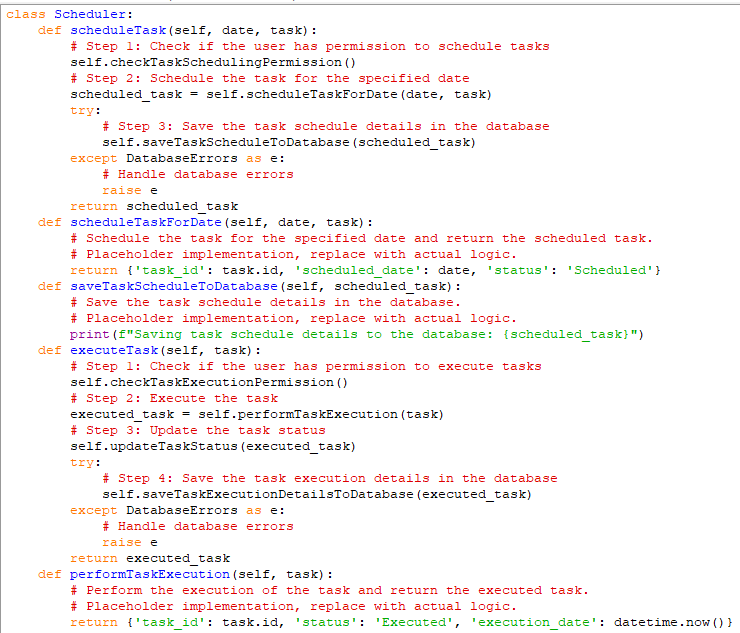 class Scheduler:
    def scheduleTask(self, date, task):
        # Step 1: Check if the user has permission to schedule tasks
        self.checkTaskSchedulingPermission()
        # Step 2: Schedule the task for the specified date
        scheduled_task = self.scheduleTaskForDate(date, task)
        try:
            # Step 3: Save the task schedule details in the database
            self.saveTaskScheduleToDatabase(scheduled_task)
        except DatabaseErrors as e:
            # Handle database errors
            raise e
        return scheduled_task
    def scheduleTaskForDate(self, date, task):
        # Schedule the task for the specified date and return the scheduled task.
        # Placeholder implementation, replace with actual logic.
        return {'task_id': task.id, 'scheduled_date': date, 'status': 'Scheduled'}
    def saveTaskScheduleToDatabase(self, scheduled_task):
        # Save the task schedule details in the database.
        # Placeholder implementation, replace with actual logic.
        print(f"Saving task schedule details to the database: {scheduled_task}")
    def executeTask(self, task):
        # Step 1: Check if the user has permission to execute tasks
        self.checkTaskExecutionPermission()
        # Step 2: Execute the task
        executed_task = self.performTaskExecution(task)
        # Step 3: Update the task status
        self.updateTaskStatus(executed_task)
        try:
            # Step 4: Save the task execution details in the database
            self.saveTaskExecutionDetailsToDatabase(executed_task)
        except DatabaseErrors as e:
            # Handle database errors
            raise e
        return executed_task
    def performTaskExecution(self, task):
        # Perform the execution of the task and return the executed task.
        # Placeholder implementation, replace with actual logic.
        return {'task_id': task.id, 'status': 'Executed', 'execution_date': datetime.now()}